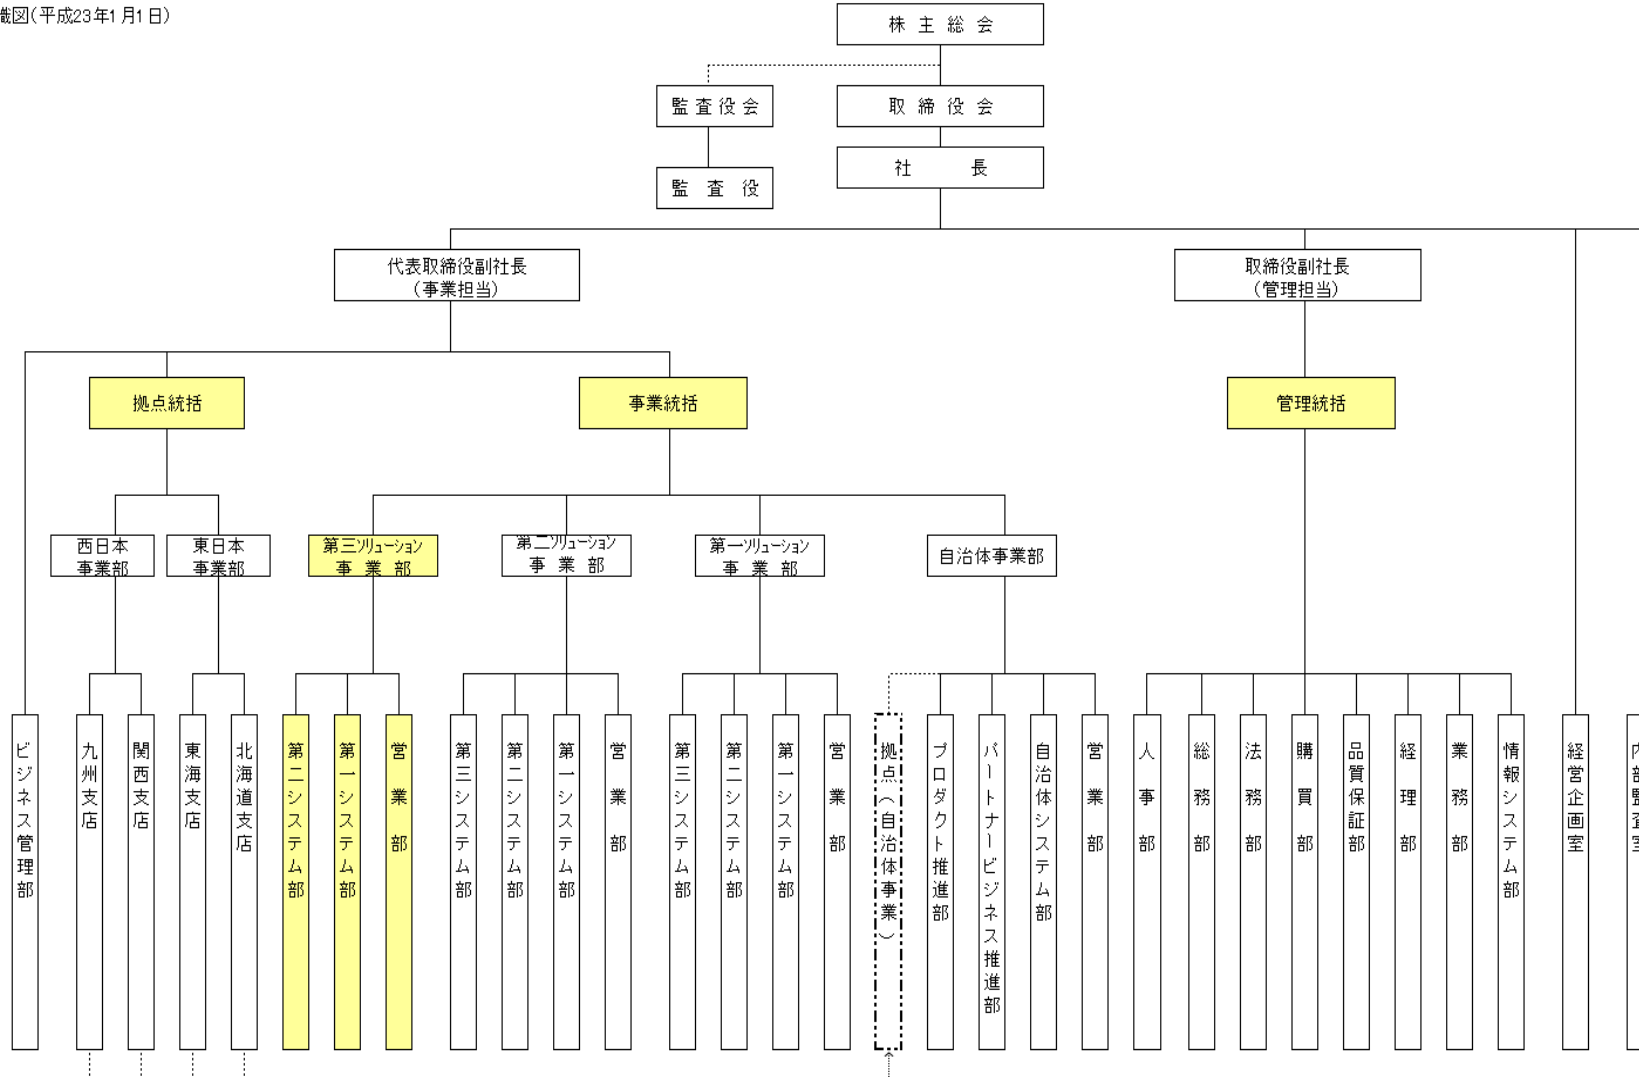 織図(平成23年1月1日)
株主総会
監査役会
取締役会
社長
監査役
代表取締役副社長
(事業担当)
取締役副社長
(管理担当)
拠点統括
事業統括
管理統括
西日本
事業部
東日本
事業部
第三ソリューション
事業部
第二ソリューション
事業部
第一ソリューション
事業部
自治体事業部
ビジネス管理部
九州支店
関西支店
東海支店
北海道支店
第二システム部
第一システム部
営業部
第三システム部
第二システム部
第一システム部
営業部
第三システム部
第二システム部
第一システム部
営業部
拠点(自治体事業)
プロダクト推進部
パートナービジネス推進部
自治体システム部
営業部
人事部
総務部
法務部
購買部
品質保証部
経理部
業務部
情報システム部
経営企画室
内部監査室